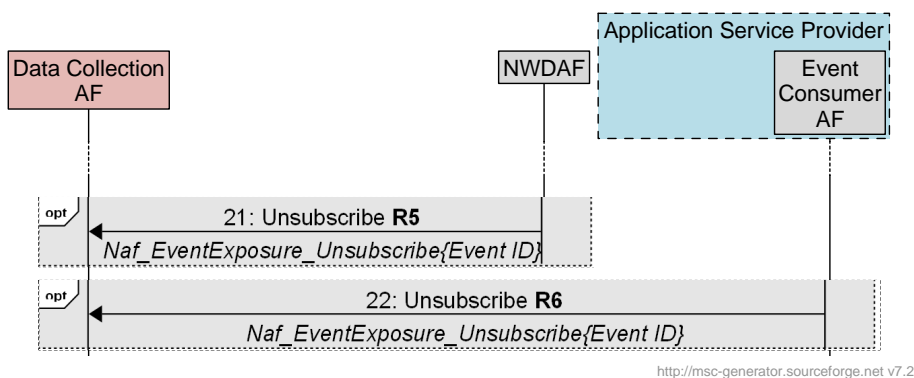 Application Service Provider
Data Collection
AF
NWDAF
Event
Consumer
AF
opt
21: Unsubscribe R5
Naf_EventExposure_Unsubscribe{Event ID}
opt
22: Unsubscribe R6
Naf_EventExposure_Unsubscribe{Event ID}
http://msc-generator.sourceforge.net v7.2